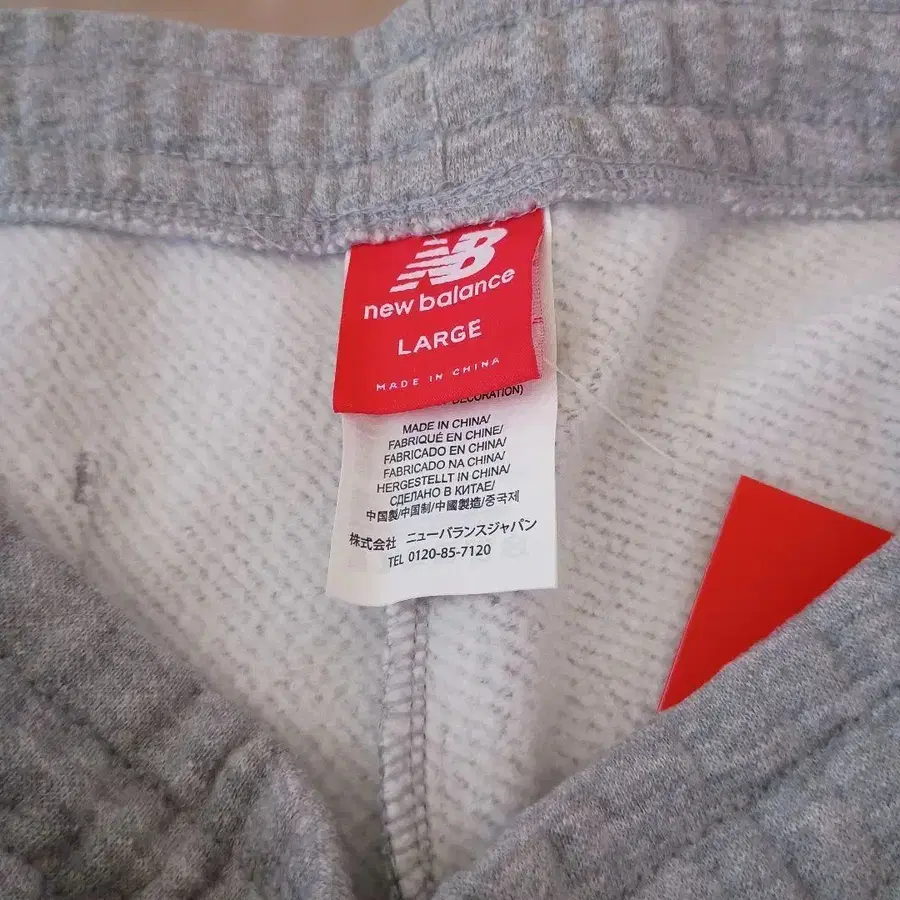 NB
new balance
LARGE
MADE IN CHINA
DECORATION)
MADE IN CHINA/
FABRIQUÉ EN CHINE/
FABRICADO EN CHINA/
FABRICADO NA CHINA/
HERGESTELLT IN CHINA/
СДЕЛАНО В КИТАЕ/
中国製/中国制/中國製造/중국제
株式会社 ニューバランスジャパン
TEL 0120-85-7120